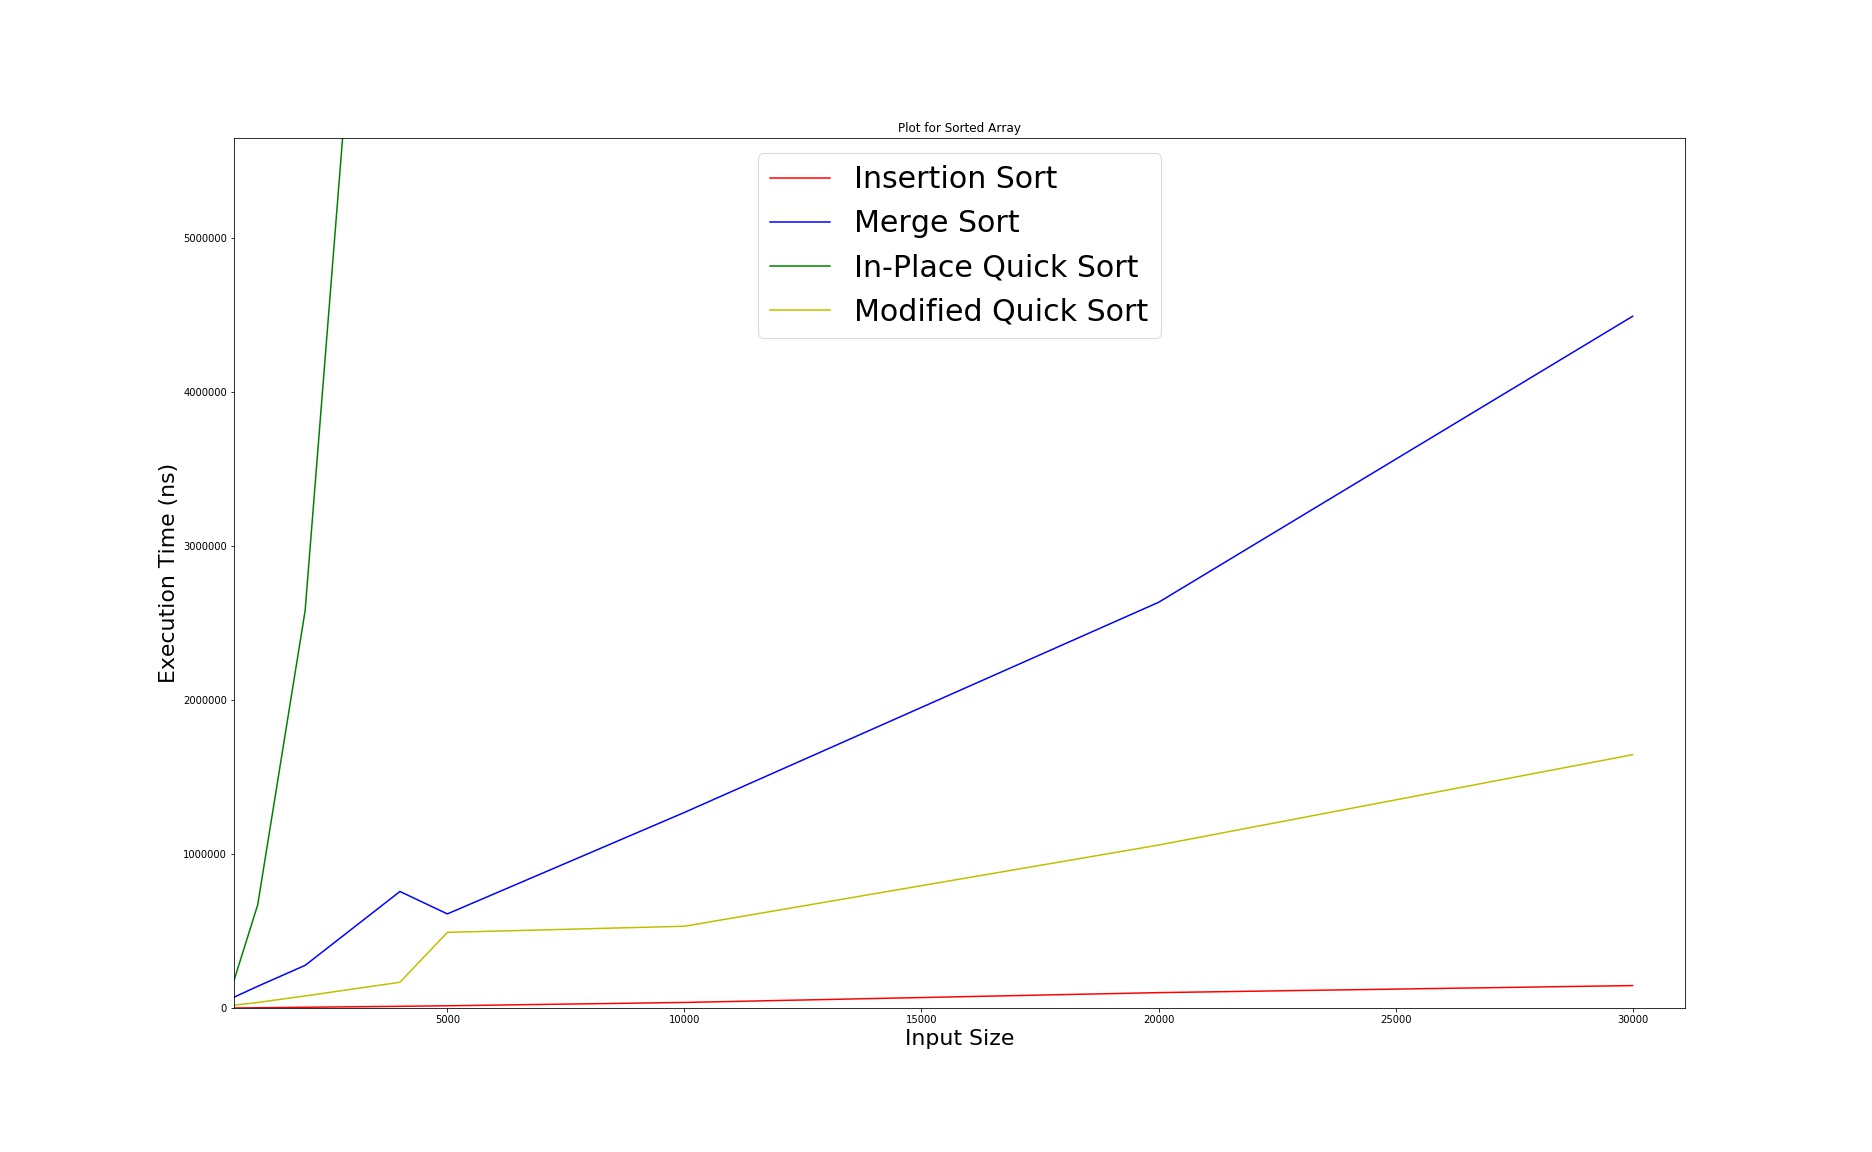 Plot for Sorted Array
Insertion Sort
Merge Sort
In-Place Quick Sort
Modified Quick Sort
Execution Time (ns)
5000000
4000000
3000000
2000000
1000000
0
5000 10000 15000 20000 25000 30000
Input Size